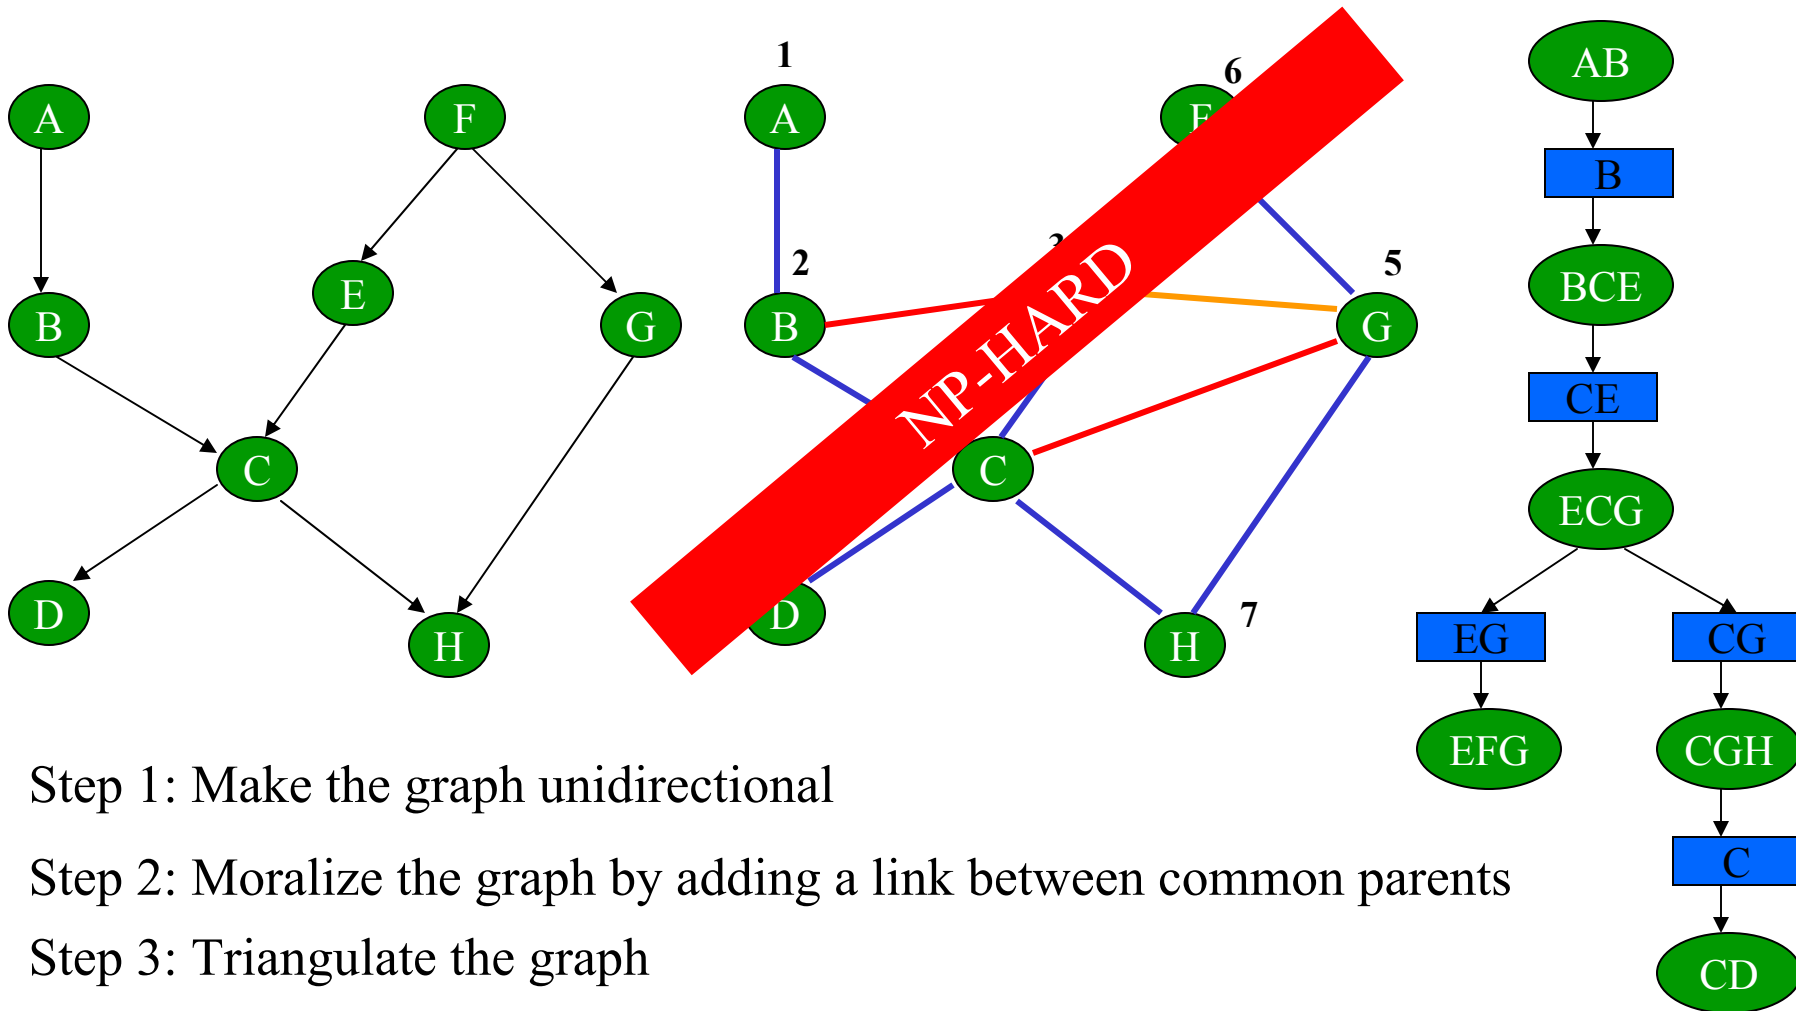 A
F
E
B
G
C
D
H
1
6
A
F
2
5
B
G
C
D
H
7
NP-HARD
AB
B
BCE
CE
ECG
EG
CG
EFG
CGH
C
CD
Step 1: Make the graph unidirectional
Step 2: Moralize the graph by adding a link between common parents
Step 3: Triangulate the graph